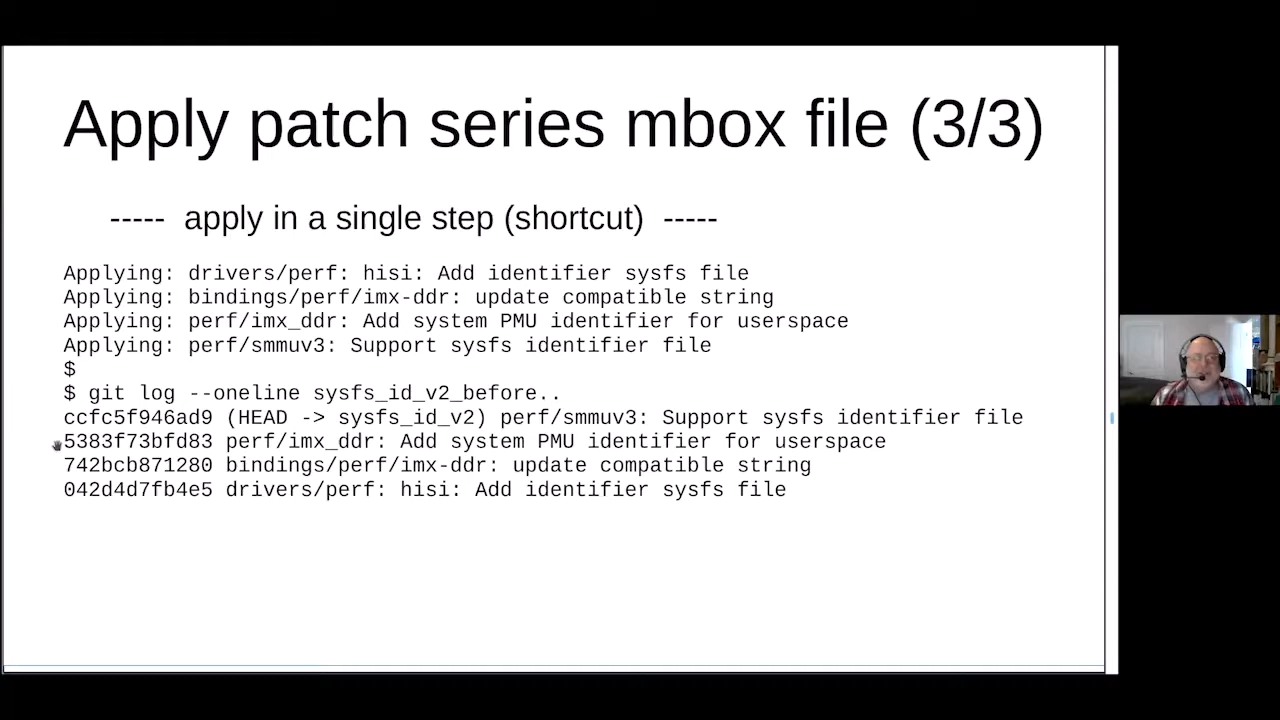 Apply patch series mbox file (3/3)
----- apply in a single step (shortcut) -----
Applying: drivers/perf: hisi: Add identifier sysfs file
Applying: bindings/perf/imx-ddr: update compatible string
Applying: perf/imx_ddr: Add system PMU identifier for userspace
Applying: perf/smmuv3: Support sysfs identifier file
$
$ git log --oneline sysfs_id_v2_before..
ccfc5f946ad9 (HEAD -> sysfs_id_v2) perf/smmuv3: Support sysfs identifier file
5383f73bfd83 perf/imx_ddr: Add system PMU identifier for userspace
742bcb871280 bindings/perf/imx-ddr: update compatible string
042d4d7fb4e5 drivers/perf: hisi: Add identifier sysfs file